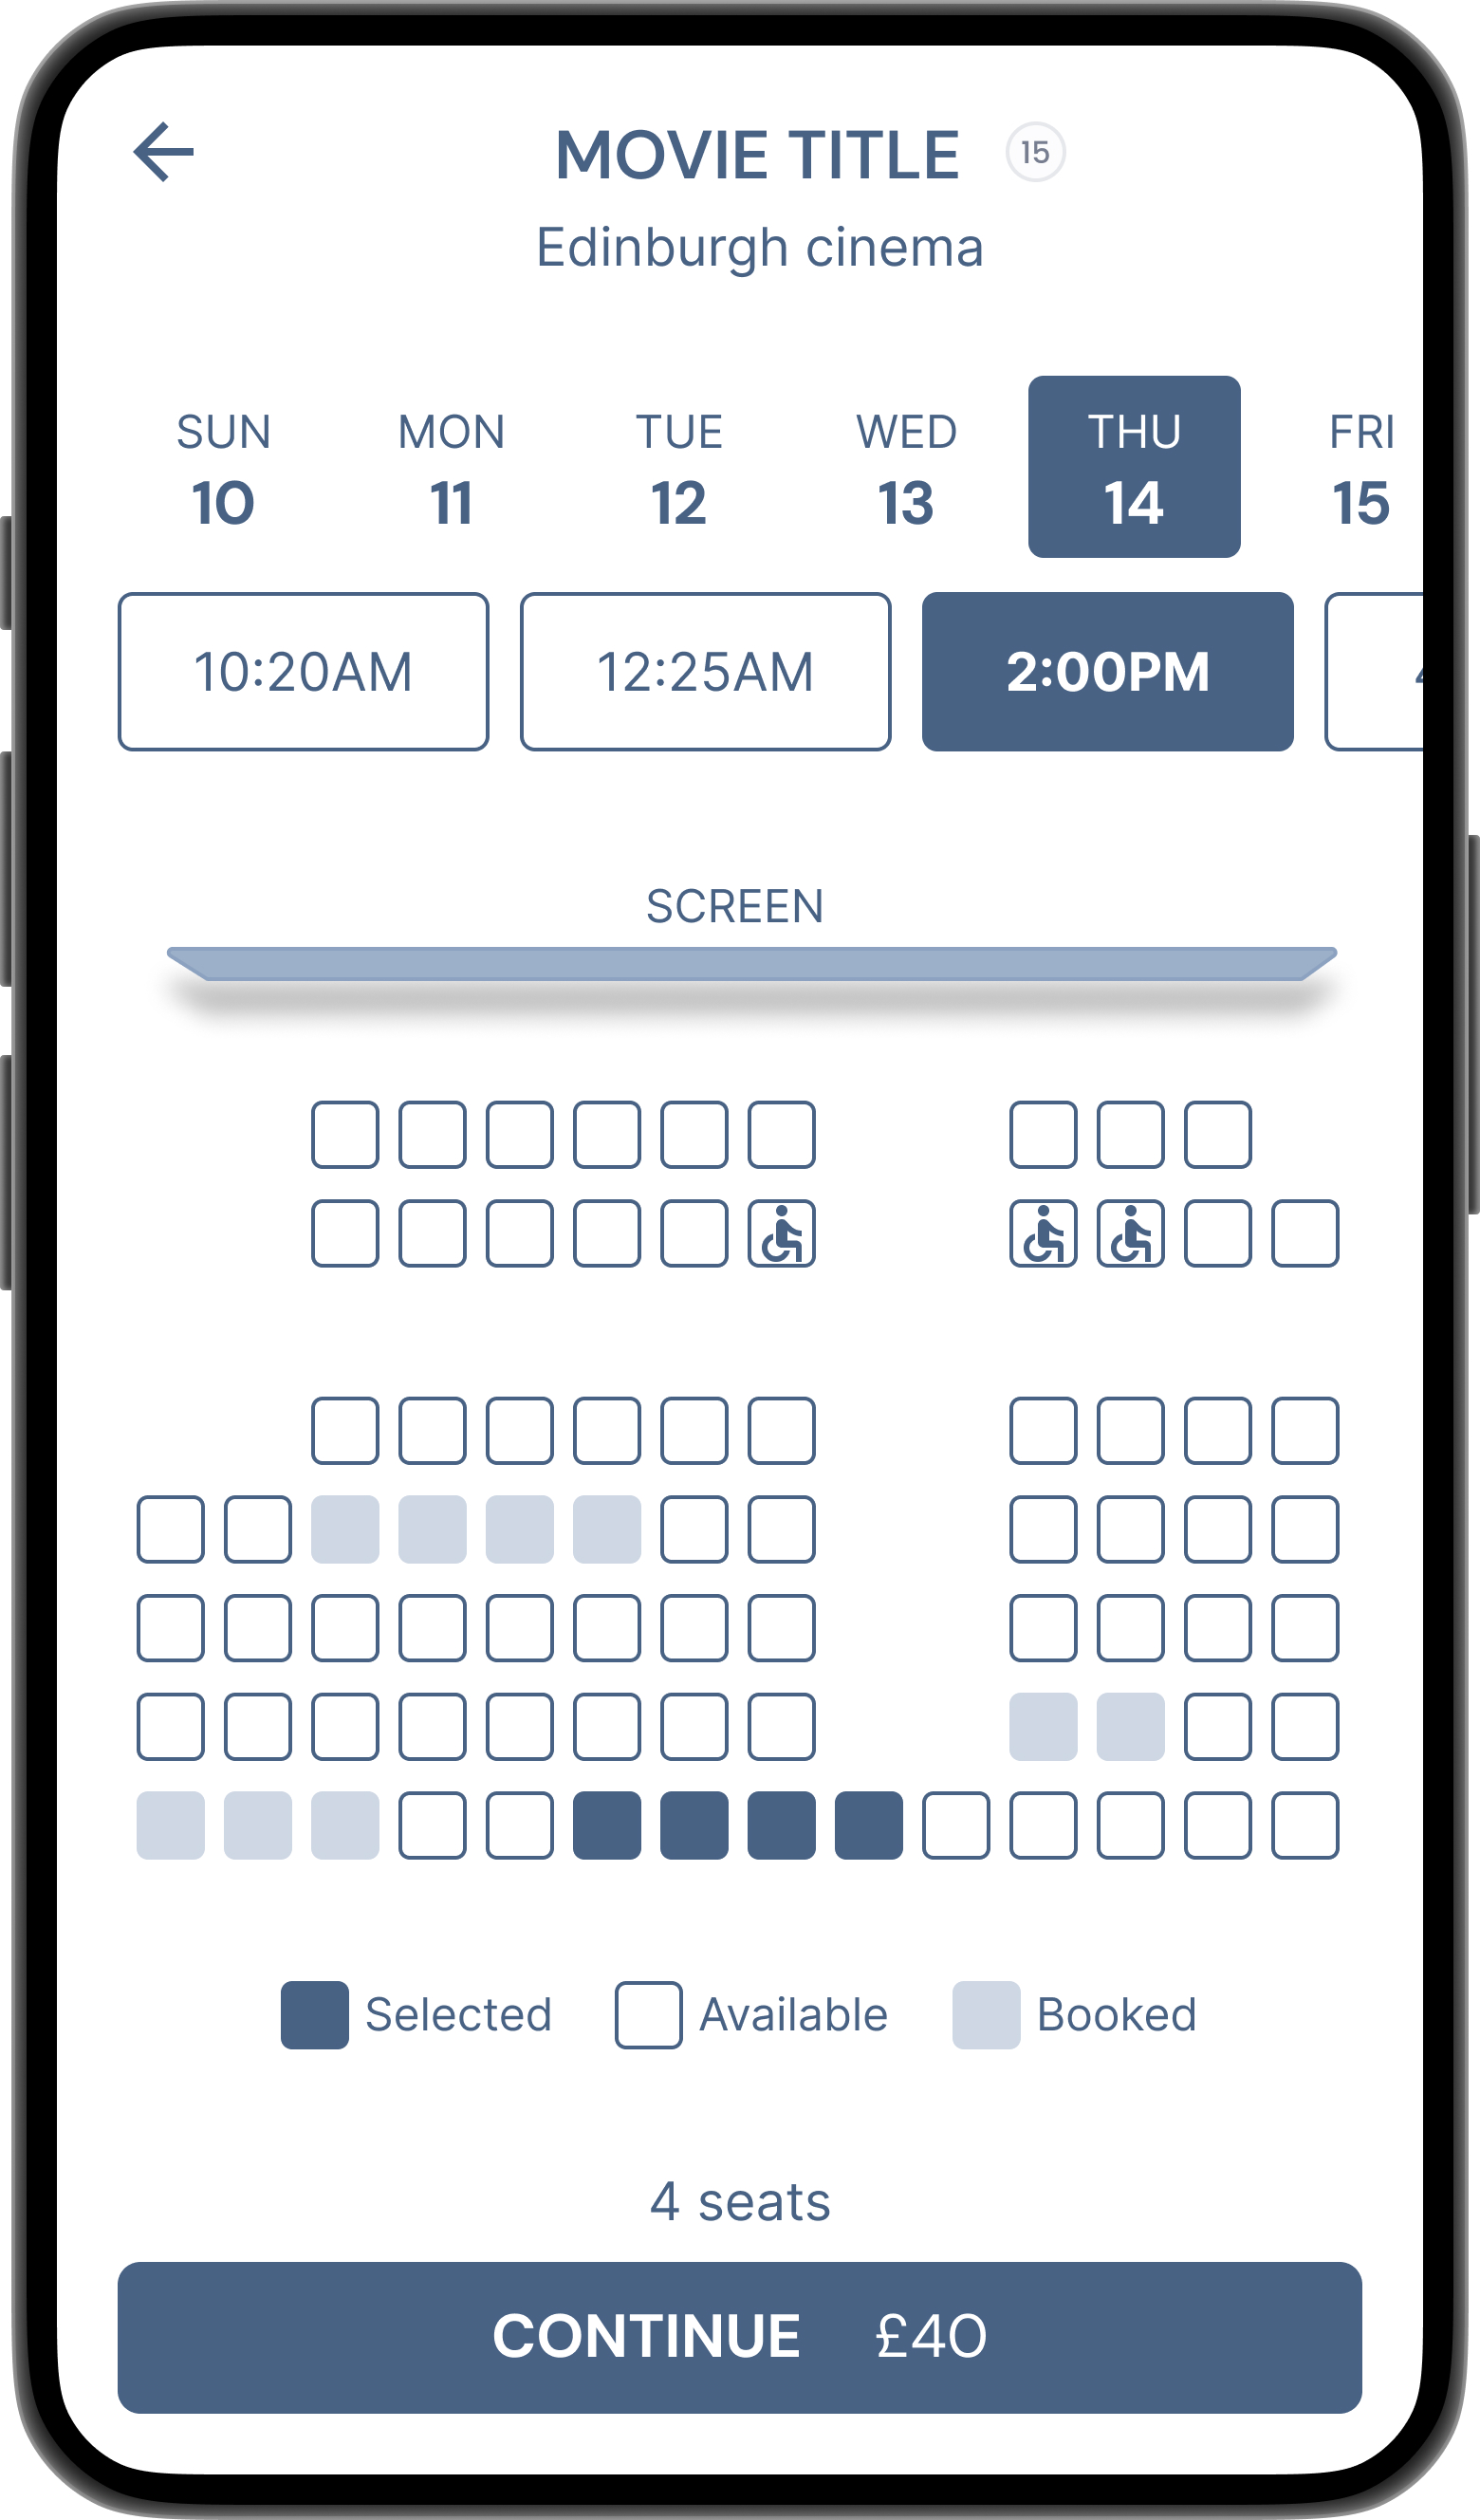 MOVIE TITLE 15
Edinburgh cinema
SUN MON TUE WED THU FRI
10 11 12 13 14 15
10:20AM 12:25AM 2:00PM
SCREEN
Selected Available Booked
4 seats
CONTINUE £40